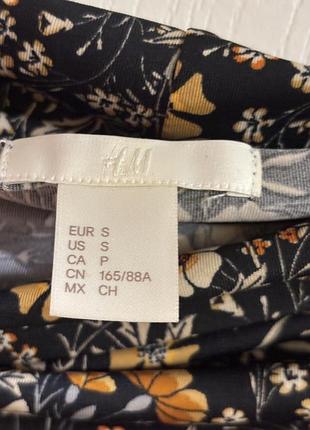 H&M
EUR S
US S
CA P
CN 165/88A
MX CH